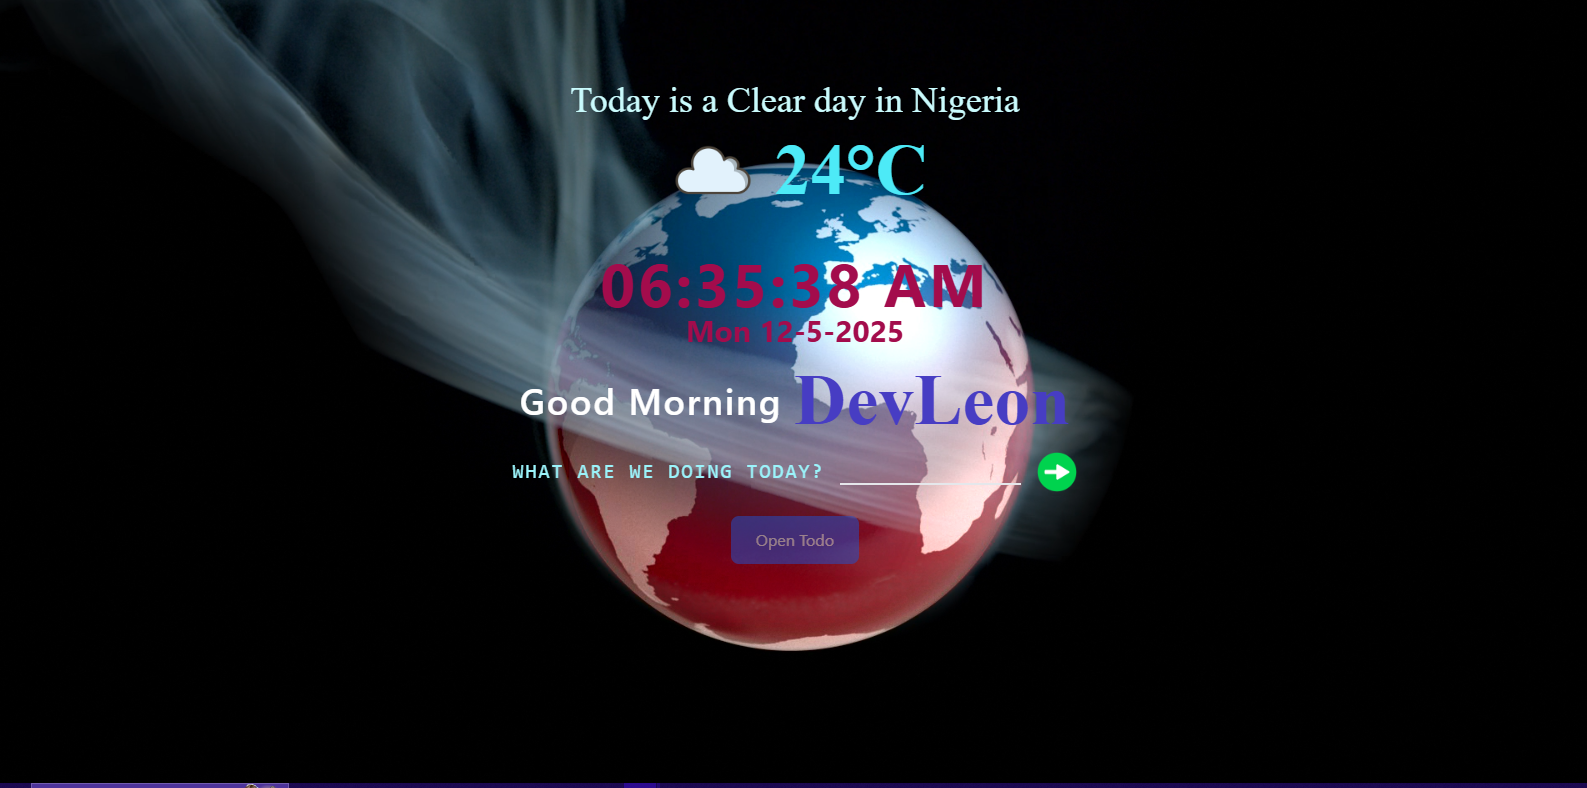 Today is a Clear day in Nigeria
24°C
06:35:38 AM
Mon 12-5-2025
Good Morning DevLeon
WHAT ARE WE DOING TODAY?
Open Todo